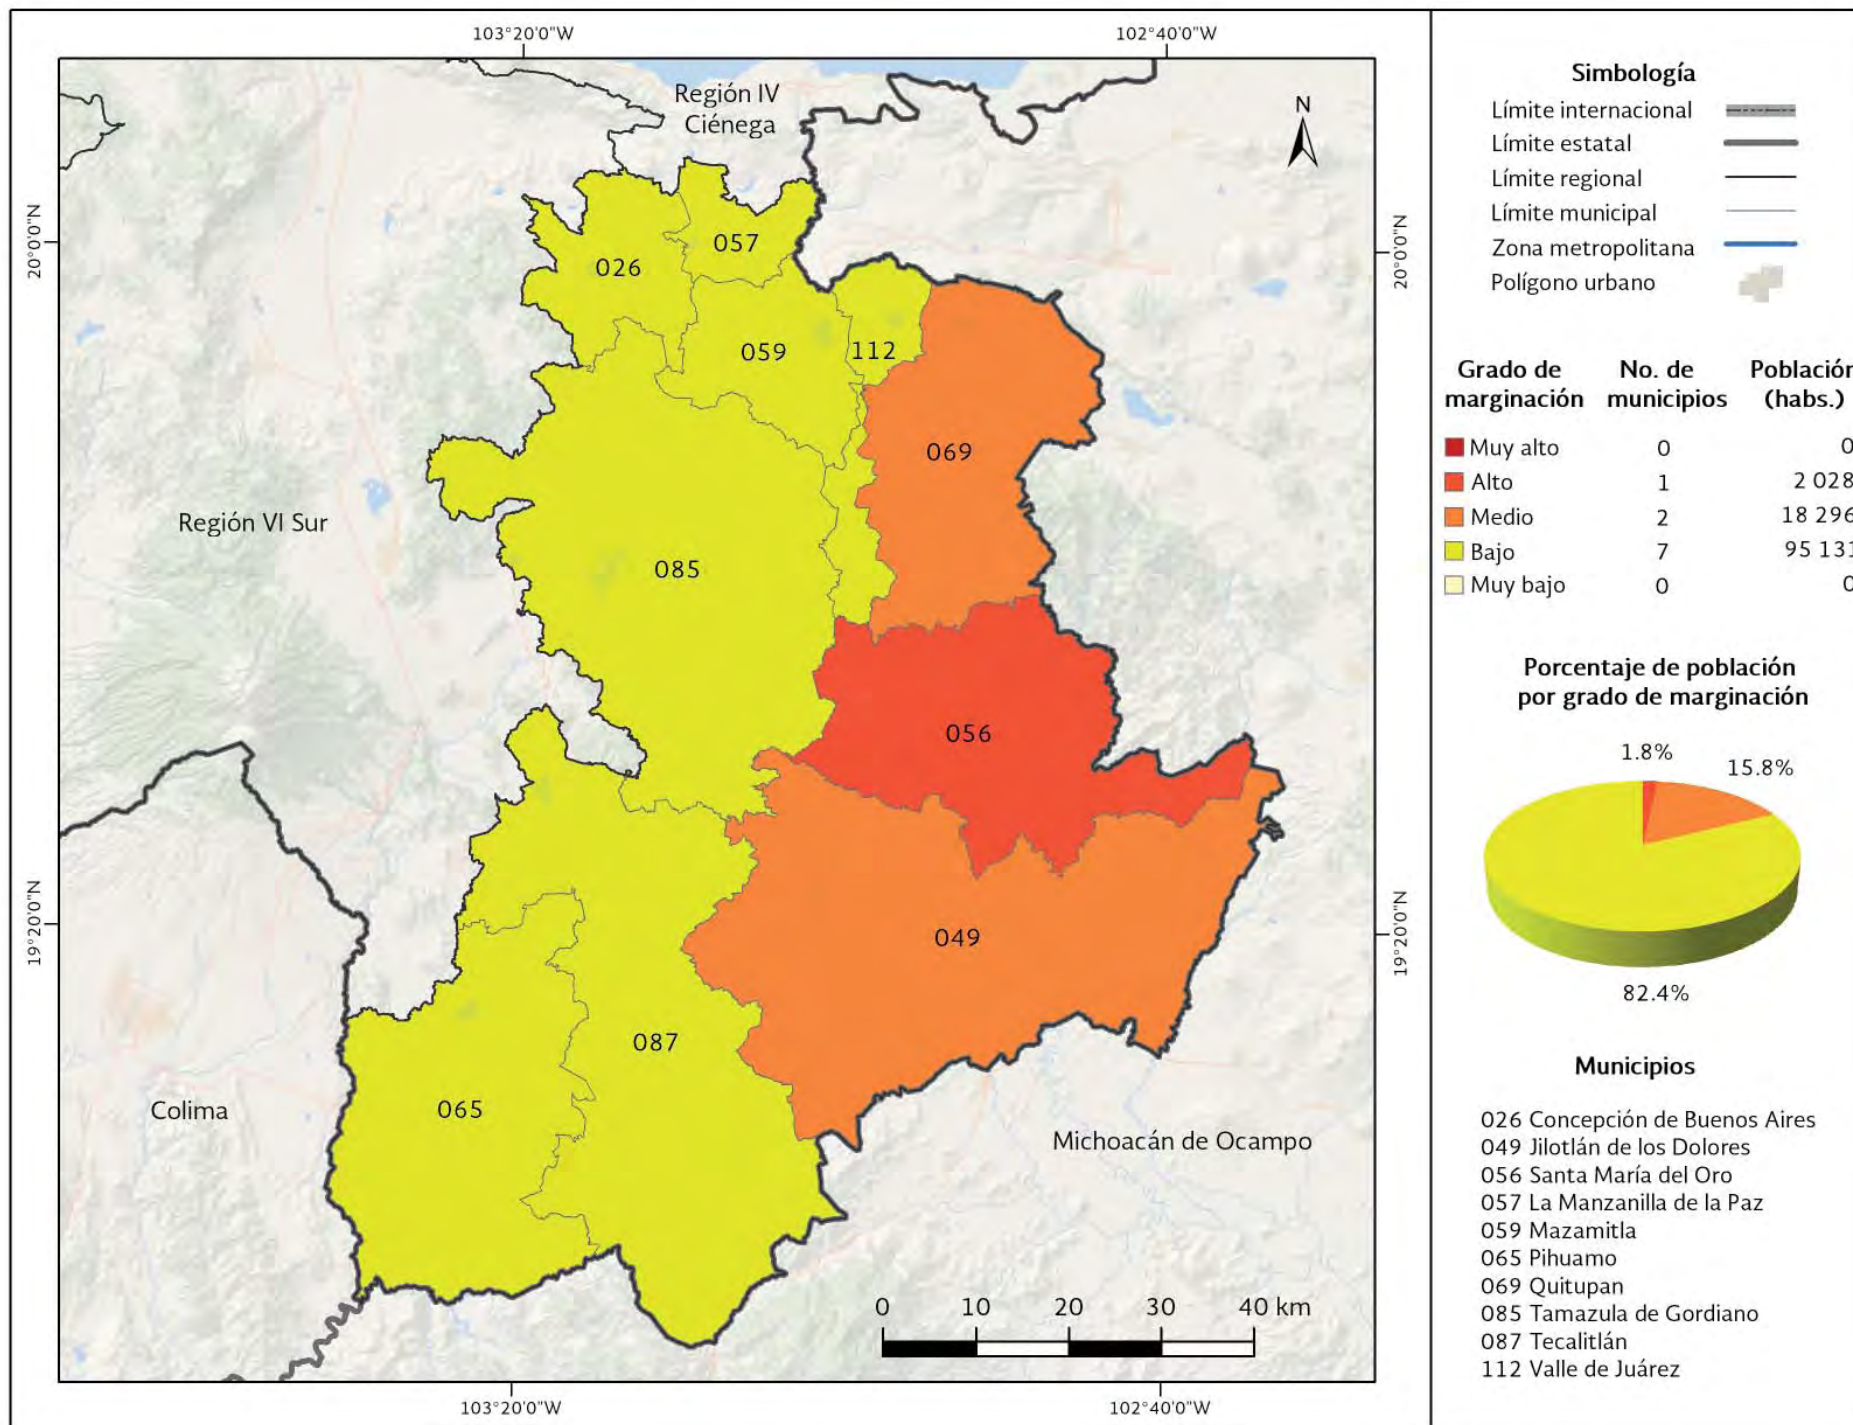 103°20'0"W
102°40'0"W
20°0'0"N
20°0'0"N
19°20'0"N
19°20'0"N
103°20'0"W
102°40'0"W
Región IV
Ciénega
N
026
057
059
112
069
Región VI Sur
085
056
049
087
065
Colima
Michoacán de Ocampo
0 10 20 30 40 km
Simbología
Límite internacional
Límite estatal
Límite regional
Límite municipal
Zona metropolitana
Polígono urbano
Grado de marginación No. de municipios Población (habs.)
Muy alto 0 0
Alto 1 2 028
Medio 2 18 296
Bajo 7 95 131
Muy bajo 0 0
Porcentaje de población
por grado de marginación
1.8%
15.8%
82.4%
Municipios
026 Concepción de Buenos Aires
049 Jilotlán de los Dolores
056 Santa María del Oro
057 La Manzanilla de la Paz
059 Mazamitla
065 Pihuamo
069 Quitupan
085 Tamazula de Gordiano
087 Tecalitlán
112 Valle de Juárez